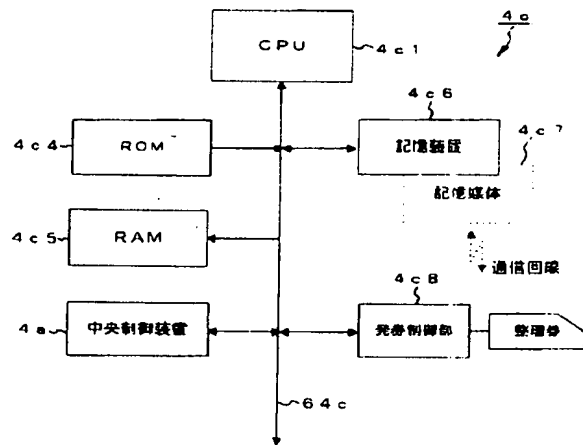 CPU
4c1
4c
4c4
ROM
4c6
記憶装置
4c7
記憶媒体
4c5
RAM
通信回線
4c8
4a
中央制御装置
発券制御部
整理券
64c